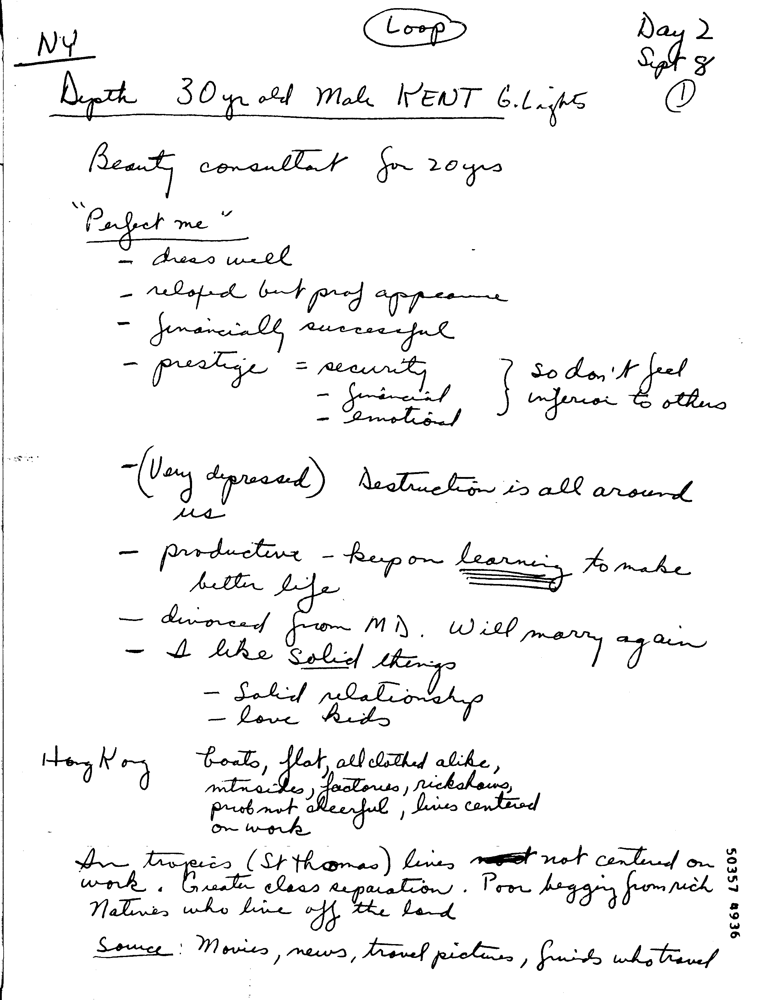 NY
Loop
Day 2
Sept 8
1
Depth 30 yr old Male KENT G. Lights
Beauty consultant for 20 yrs
"Perfect me"
- dress well
- relaxed but prof appearance
- financially successful
- prestige = security } so don't feel
- financial } inferior to others
- emotional
- (Very depressed) Destruction is all around
us
- productive - keep on learning to make
better life
- divorced from MD. Will marry again
- I like solid things
- Solid relationship
- love kids
Hong Kong boats, flat, all clothed alike,
mtnsides, factories, rickshaws,
prob not cheerful, lives centered
on work
In tropics (St Thomas) lives not centered on
work. Greater class separation. Poor begging from rich
Natives who live off the land
Source: Movies, news, travel pictures, friends who travel
50357 4936